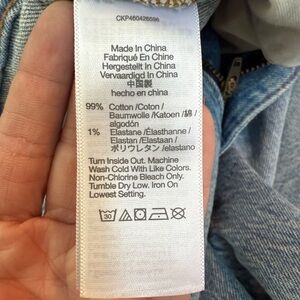 CKP460426596
Made In China
Fabriqué En Chine
Hergestellt In China
Vervaardigd In China
中国製
hecho en china
99% Cotton /Coton /
Baumwolle /Katoen /綿 /
algodón
1% Elastane /Élasthanne /
Elastan / Elastaan /
ポリウレタン /elastano
Turn Inside Out. Machine
Wash Cold With Like Colors.
Non-Chlorine Bleach Only.
Tumble Dry Low. Iron On
Lowest Setting.
30